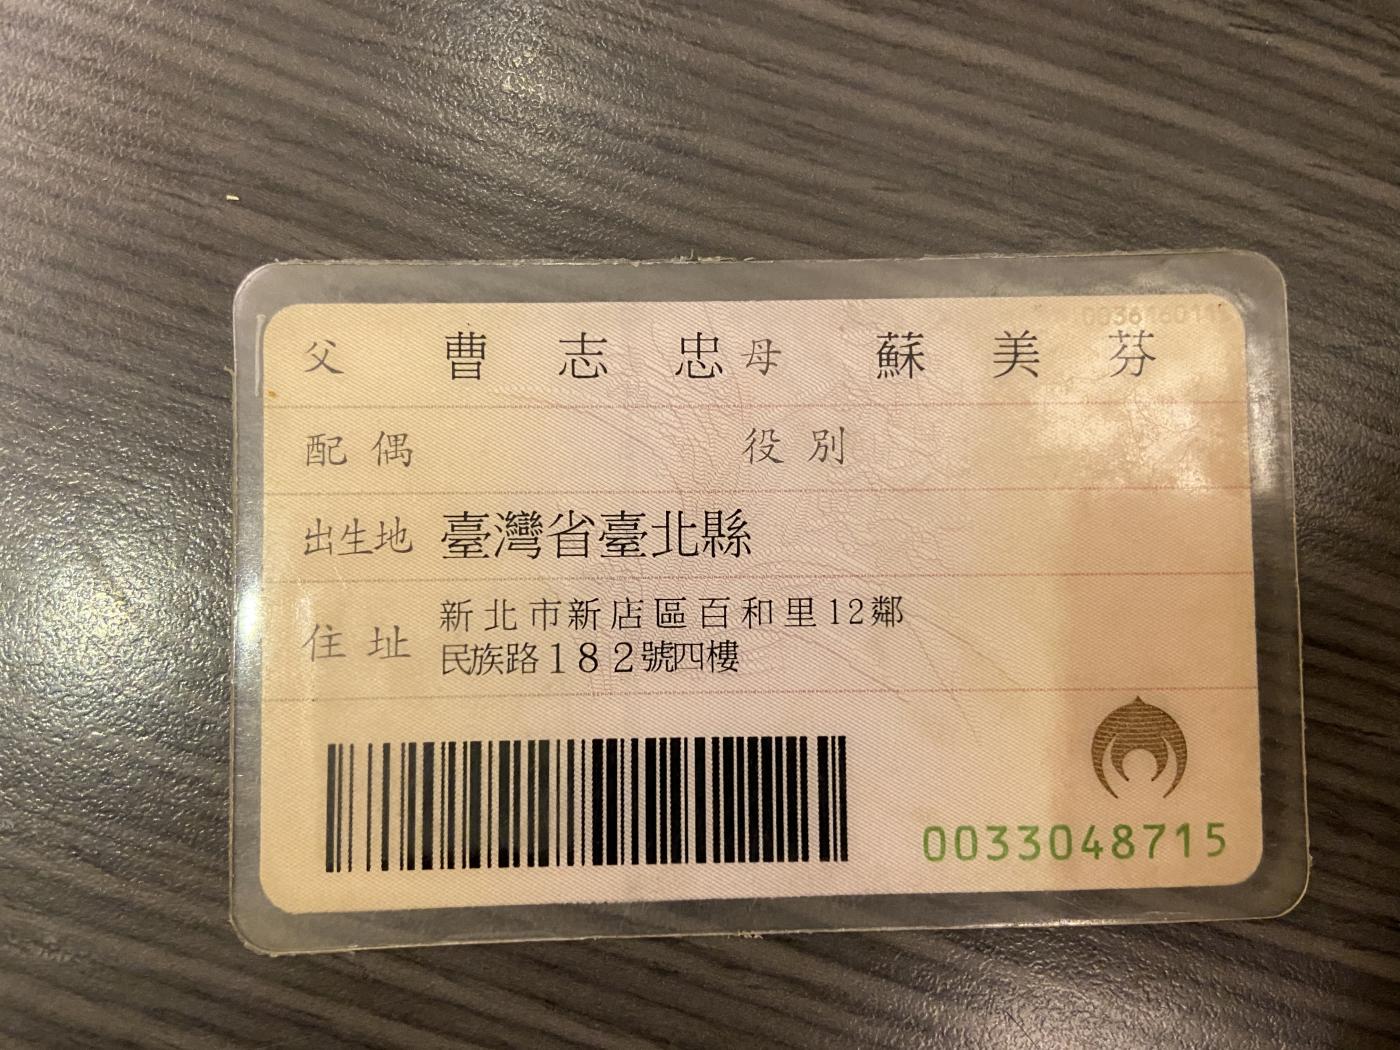 父 曹志忠 母 蘇美芬
配偶 役別
出生地 臺灣省臺北縣
住址 新北市新店區百和里12鄰
民族路182號四樓
0033048715